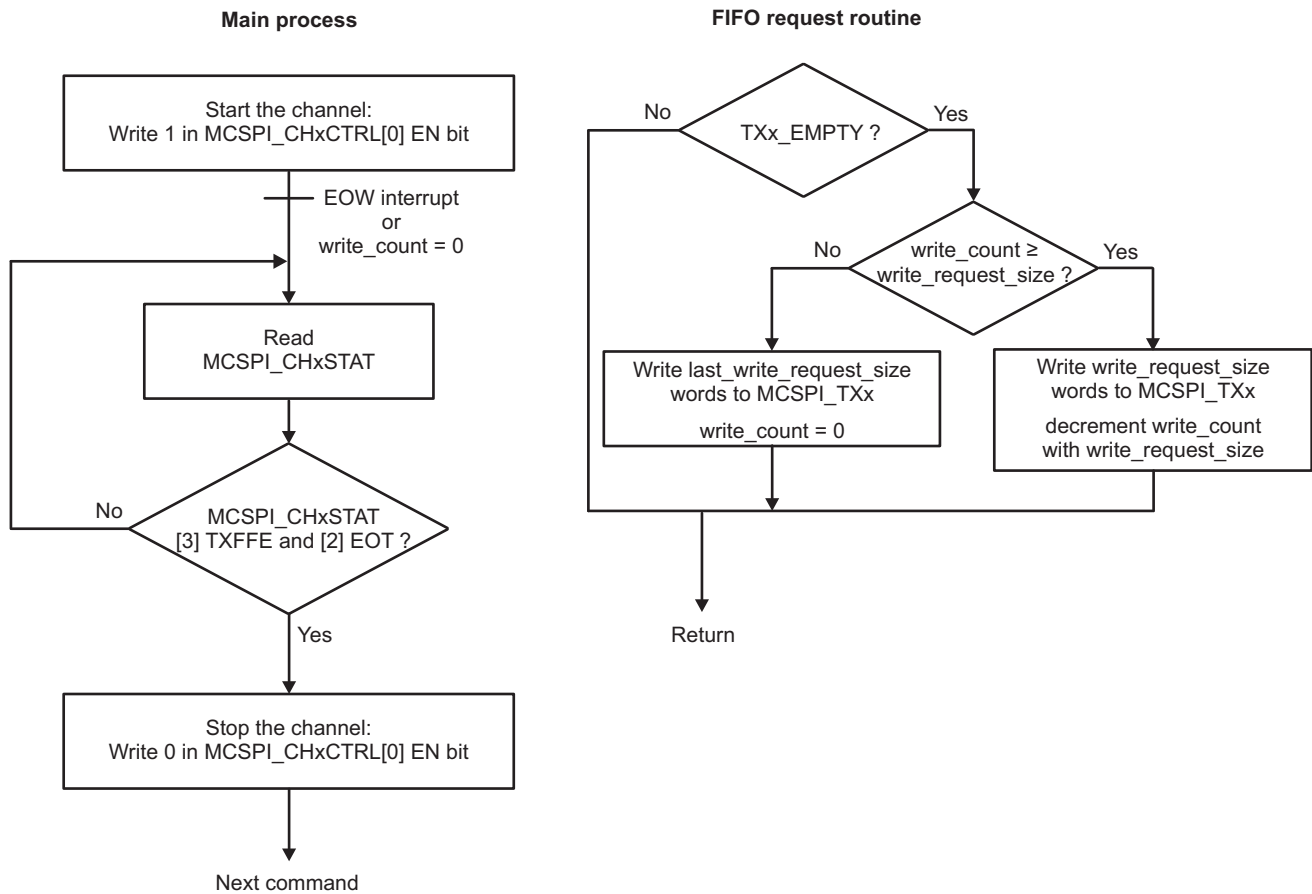 Main process
Start the channel:
Write 1 in MCSPI_CHxCTRL[0] EN bit
EOW interrupt
or
write_count = 0
Read
MCSPI_CHxSTAT
No
MCSPI_CHxSTAT
[3] TXFFE and [2] EOT ?
Yes
Stop the channel:
Write 0 in MCSPI_CHxCTRL[0] EN bit
Next command
FIFO request routine
No
TXx_EMPTY ?
Yes
No
write_count ≥
write_request_size ?
Yes
Write last_write_request_size
words to MCSPI_TXx
write_count = 0
Write write_request_size
words to MCSPI_TXx
decrement write_count
with write_request_size
Return